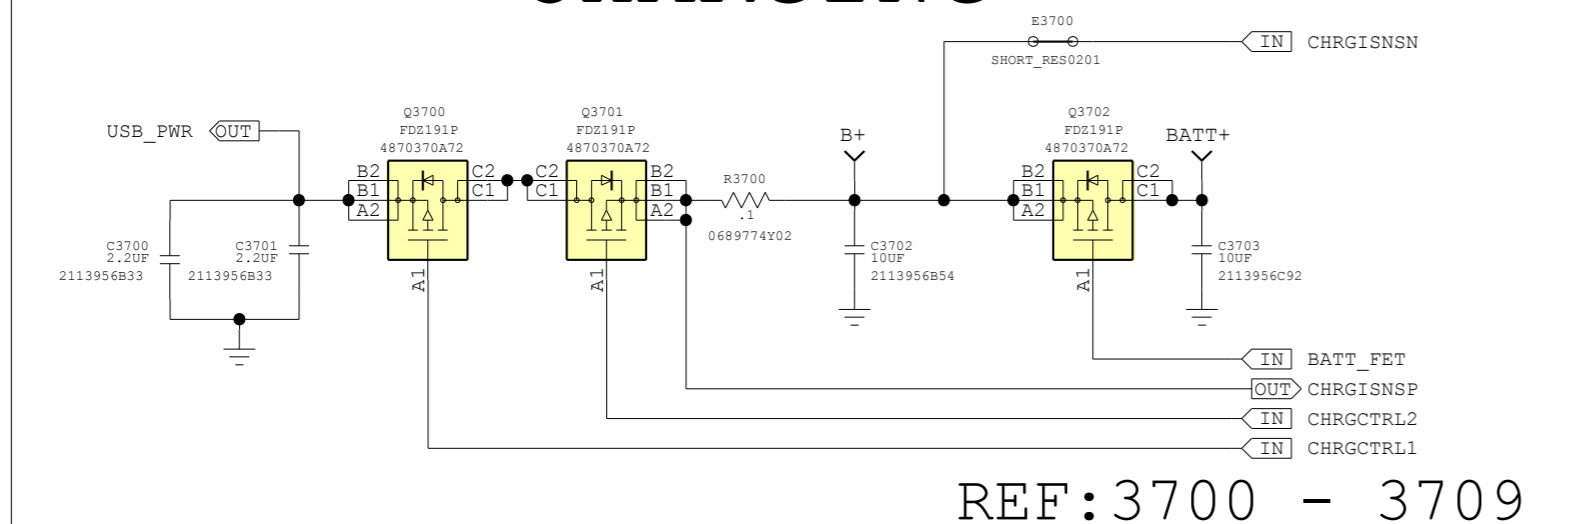 E3700
IN CHRGISNSN
SHORT_RES0201
Q3700
FDZ191P
4870370A72
Q3701
FDZ191P
4870370A72
Q3702
FDZ191P
4870370A72
USB_PWR OUT
B+
BATT+
B2
B1
A2
C2
C1
A1
C2
C1
B2
B1
A2
A1
R3700
.1
0689774Y02
B2
B1
A2
C2
C1
A1
C3700
2.2UF
2113956B33
C3701
2.2UF
2113956B33
C3702
10UF
2113956B54
C3703
10UF
2113956C92
IN BATT_FET
OUT CHRGISNSP
IN CHRGCTRL2
IN CHRGCTRL1
REF:3700 - 3709